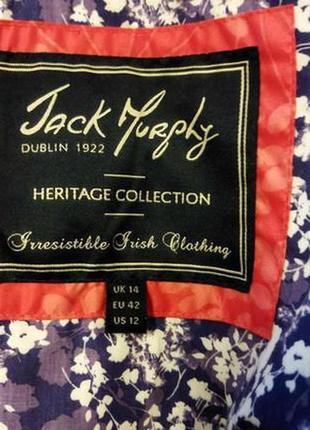 Jack Murphy
DUBLIN 1922
HERITAGE COLLECTION
Irresistible Irish Clothing
UK 14
EU 42
US 12